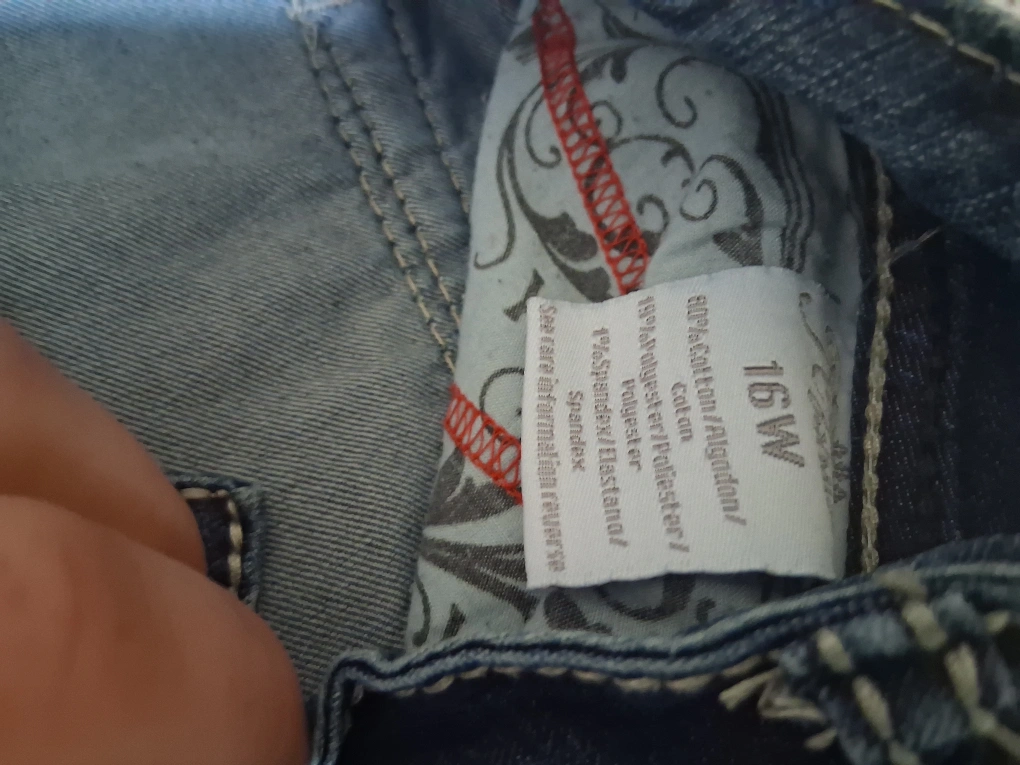 16W
80%Cotton/Algodon/
Coton
19%Polyester/Poliester/
Polyester
1%Spandex/Elastano/
Spandex
See care information reverse